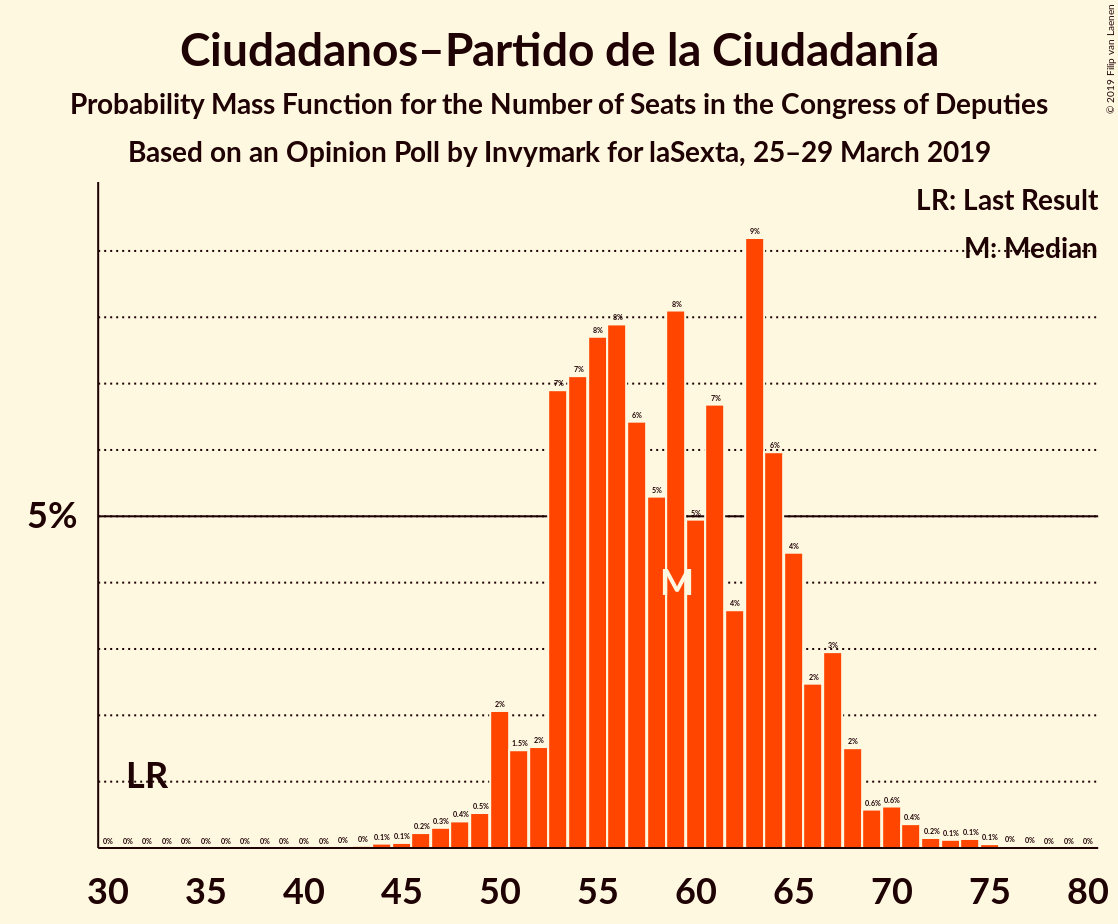 Ciudadanos–Partido de la Ciudadanía
Probability Mass Function for the Number of Seats in the Congress of Deputies
Based on an Opinion Poll by Invymark for laSexta, 25–29 March 2019
© 2019 Filip van Laenen
LR: Last Result
M: Median
5%
LR
M
0% 0% 0% 0% 0% 0% 0% 0% 0% 0% 0% 0% 0% 0% 0.1% 0.1% 0.2% 0.3% 0.4% 0.5% 2% 1.5% 2% 7% 7% 8% 8% 6% 5% 8% 5% 7% 4% 9% 6% 4% 2% 3% 2% 0.6% 0.6% 0.4% 0.2% 0.1% 0.1% 0.1% 0% 0% 0% 0% 0%
30 35 40 45 50 55 60 65 70 75 80